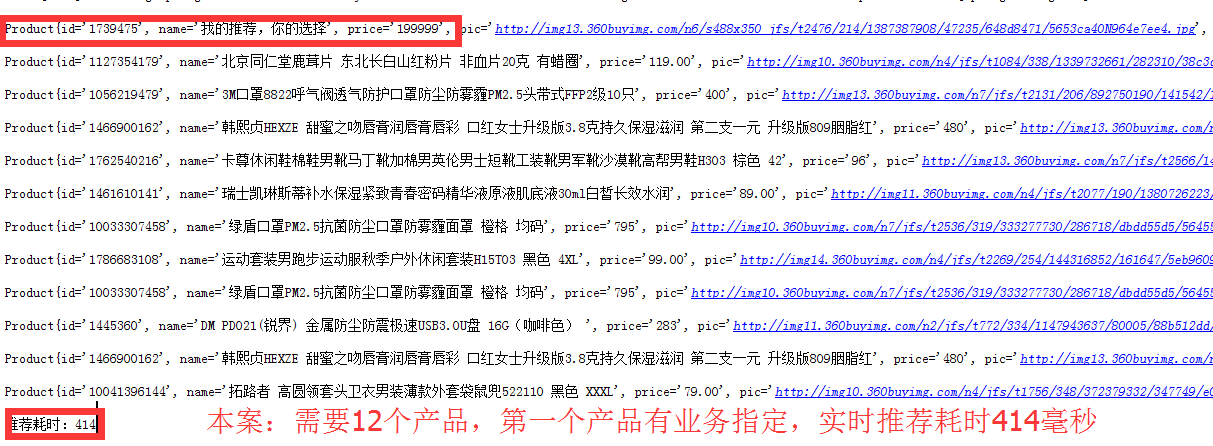 Product{id='1739475', name='我的推荐，你的选择', price='199999', pic='http://img13.360buyimg.com/n6/s488x350_jfs/t2476/214/1387387908/47235/648d8471/5653ca40N964e7ee4.jpg',
Product{id='1127354179', name='北京同仁堂鹿茸片 东北长白山红粉片 非血片20克 有蜡圈', price='119.00', pic='http://img10.360buyimg.com/n4/jfs/t1084/338/1339732661/282310/38c3c
Product{id='1056219479', name='3M口罩8822呼气阀透气防护口罩防尘防雾霾PM2.5头带式FFP2级10只', price='400', pic='http://img13.360buyimg.com/n7/jfs/t2131/206/892750190/141542/1
Product{id='1466900162', name='韩熙贞HEXZE 甜蜜之吻唇膏润唇膏唇彩 口红女士升级版3.8克持久保湿滋润 第二支一元 升级版809胭脂红', price='480', pic='http://img13.360buyimg.com/n
Product{id='1762540216', name='卡尊休闲鞋棉鞋男靴马丁靴加棉男英伦男士短靴工装靴男军靴沙漠靴高帮男鞋H303 棕色 42', price='96', pic='http://img13.360buyimg.com/n7/jfs/t2566/14
Product{id='1461610141', name='瑞士凯琳斯蒂补水保湿紧致青春密码精华液原液肌底液30ml白皙长效水润', price='89.00', pic='http://img11.360buyimg.com/n4/jfs/t2077/190/1380726223/
Product{id='10033307458', name='绿盾口罩PM2.5抗菌防尘口罩防雾霾面罩 橙格 均码', price='795', pic='http://img10.360buyimg.com/n7/jfs/t2536/319/333277730/286718/dbdd55d5/56455
Product{id='1786683108', name='运动套装男跑步运动服秋季户外休闲套装H15T03 黑色 4XL', price='99.00', pic='http://img14.360buyimg.com/n4/jfs/t2269/254/144316852/161647/5eb9609
Product{id='10033307458', name='绿盾口罩PM2.5抗菌防尘口罩防雾霾面罩 橙格 均码', price='795', pic='http://img10.360buyimg.com/n7/jfs/t2536/319/333277730/286718/dbdd55d5/56455
Product{id='1445360', name='DM PD021(锐界) 金属防尘防震极速USB3.0U盘 16G（咖啡色） ', price='283', pic='http://img11.360buyimg.com/n2/jfs/t772/334/1147943637/80005/88b512dd/
Product{id='1466900162', name='韩熙贞HEXZE 甜蜜之吻唇膏润唇膏唇彩 口红女士升级版3.8克持久保湿滋润 第二支一元 升级版809胭脂红', price='480', pic='http://img13.360buyimg.com/n
Product{id='10041396144', name='拓路者 高圆领套头卫衣男装薄款外套袋鼠兜522110 黑色 XXXL', price='79.00', pic='http://img10.360buyimg.com/n4/jfs/t1756/348/372379332/347749/e0
推荐耗时：414
本案：需要12个产品，第一个产品有业务指定，实时推荐耗时414毫秒